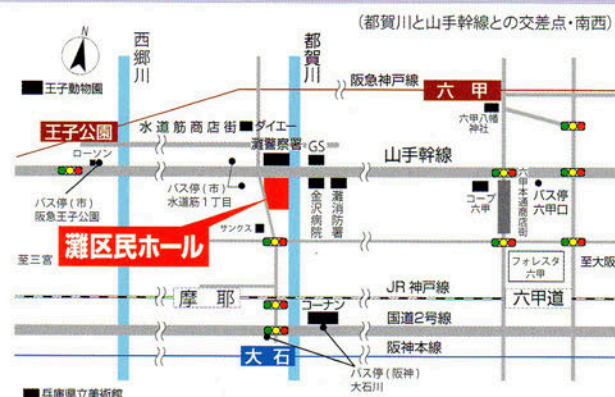 (都賀川と山手幹線との交差点・南西)
N
西郷川
都賀川
王子動物園
阪急神戸線
六甲
王子公園
水道筋商店街
ダイエー
六甲八幡
神社
ローソン
灘警察署
GS
山手幹線
バス停(市)
阪急王子公園
バス停(市)
水道筋1丁目
金沢病院
灘消防署
コープ
六甲
六甲本通商店街
バス停
六甲口
サンクス
灘区民ホール
至三宮
フォレスタ
六甲
至大阪
JR 神戸線
摩耶
六甲道
コーナン
国道2号線
大石
阪神本線
バス停(阪神)
大石川
兵庫県立美術館